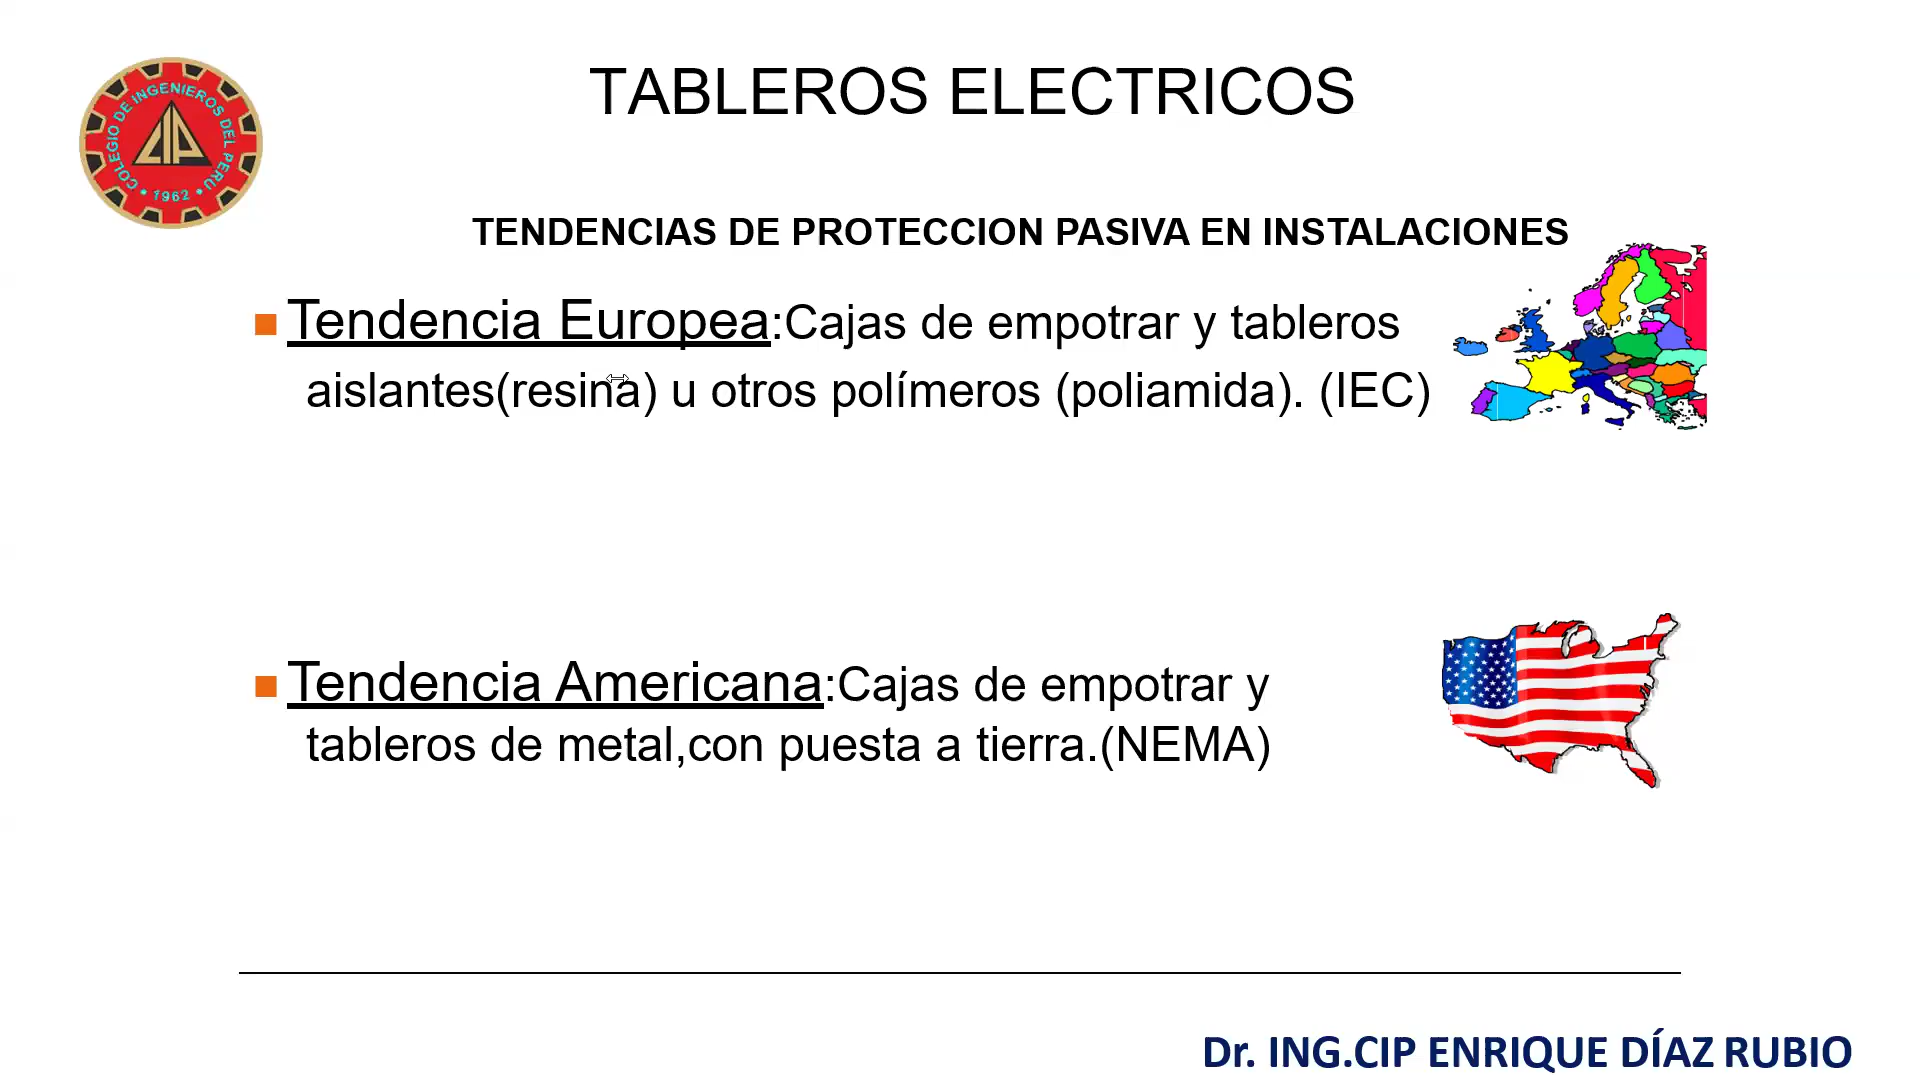 TABLEROS ELECTRICOS
COLEGIO DE INGENIEROS DEL PERU
CIP
• 1962 •
TENDENCIAS DE PROTECCION PASIVA EN INSTALACIONES
Tendencia Europea:Cajas de empotrar y tableros
aislantes(resina) u otros polímeros (poliamida). (IEC)
Tendencia Americana:Cajas de empotrar y
tableros de metal,con puesta a tierra.(NEMA)
Dr. ING.CIP ENRIQUE DÍAZ RUBIO